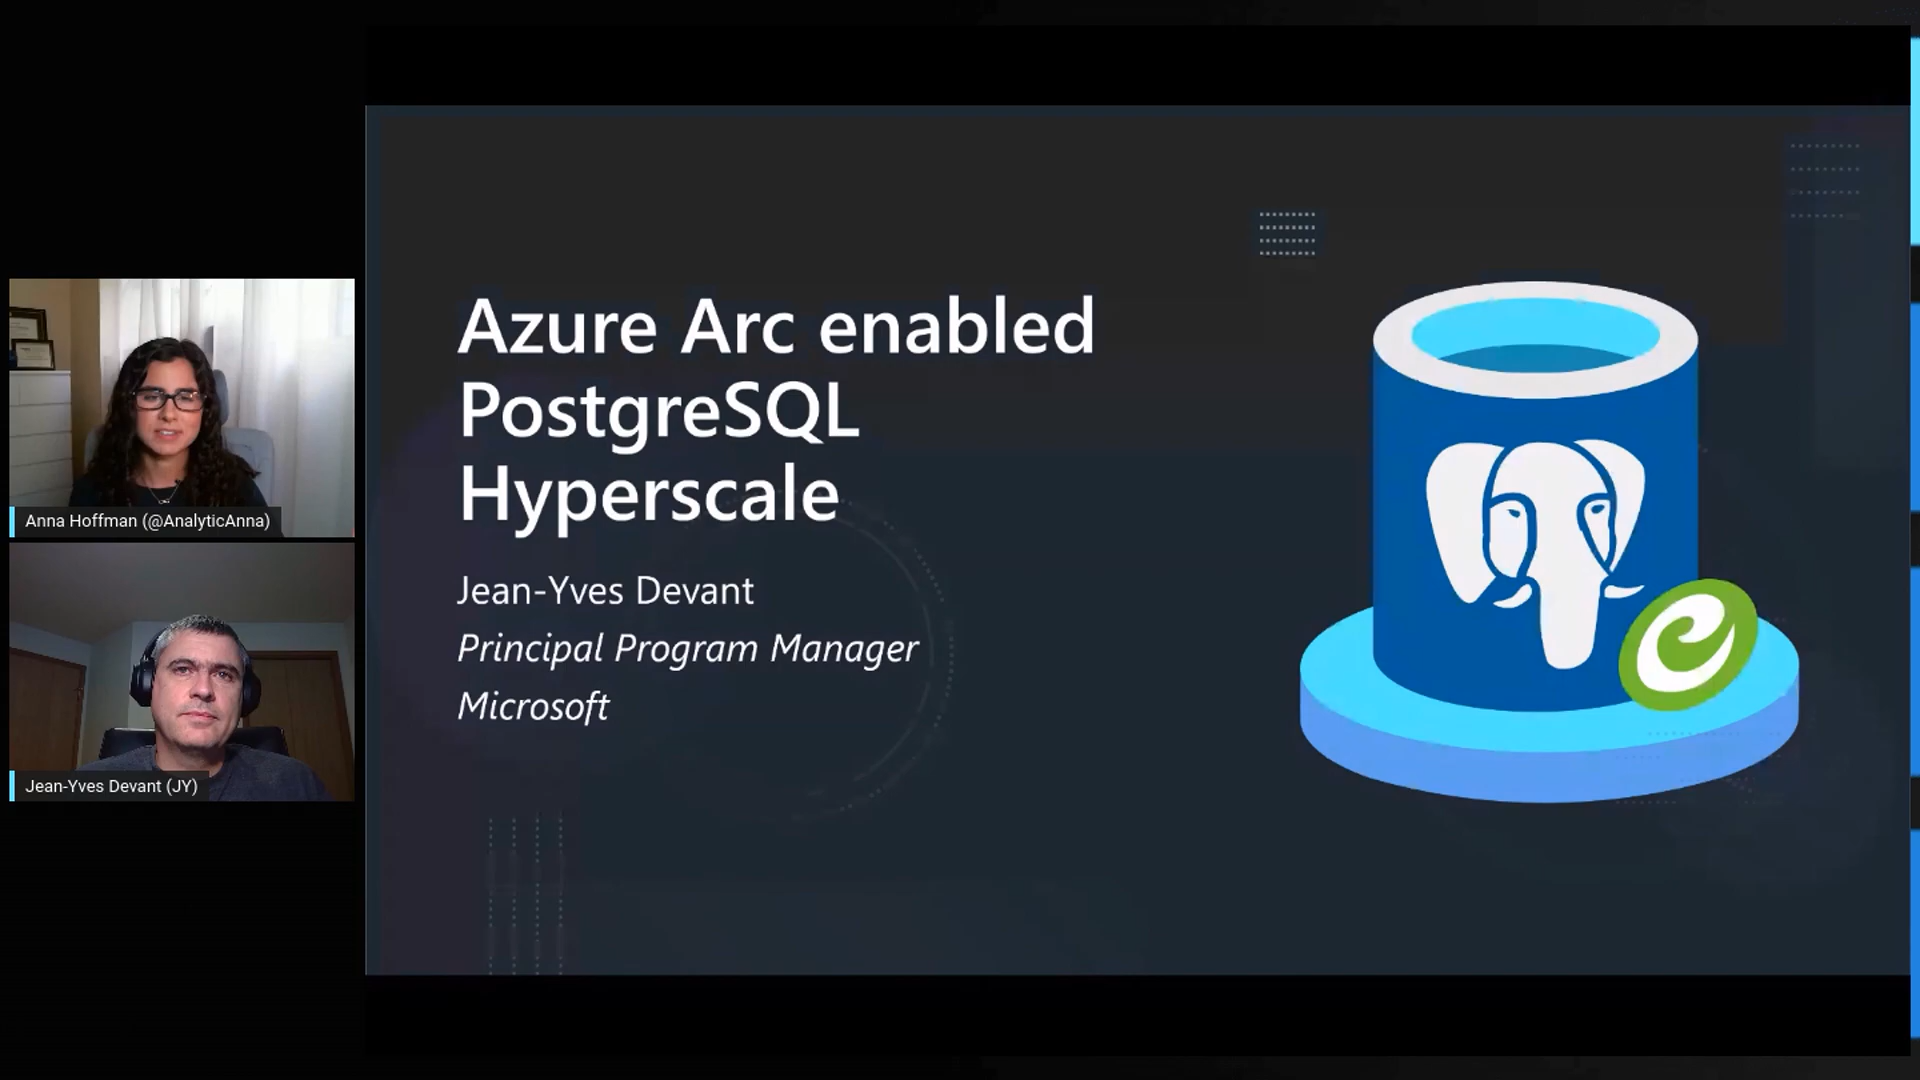 Azure Arc enabled
PostgreSQL
Hyperscale
Jean-Yves Devant
Principal Program Manager
Microsoft
Anna Hoffman (@AnalyticAnna)
Jean-Yves Devant (JY)